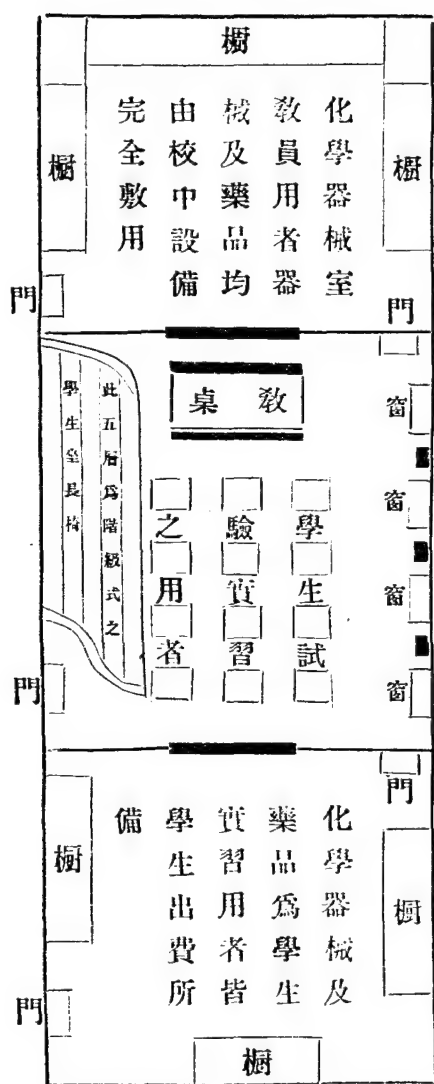 櫥
櫥
化學器械室
敎員用者器
械及藥品均
由校中設備
完全敷用
櫥
門
門
敎桌
窗
窗
窗
窗
學生試
驗實習
之用者
此五層爲階級式之
學生坐長椅
門
門
化學器械及
藥品爲學生
實習用者皆
學生出費所
備
櫥
櫥
門
櫥